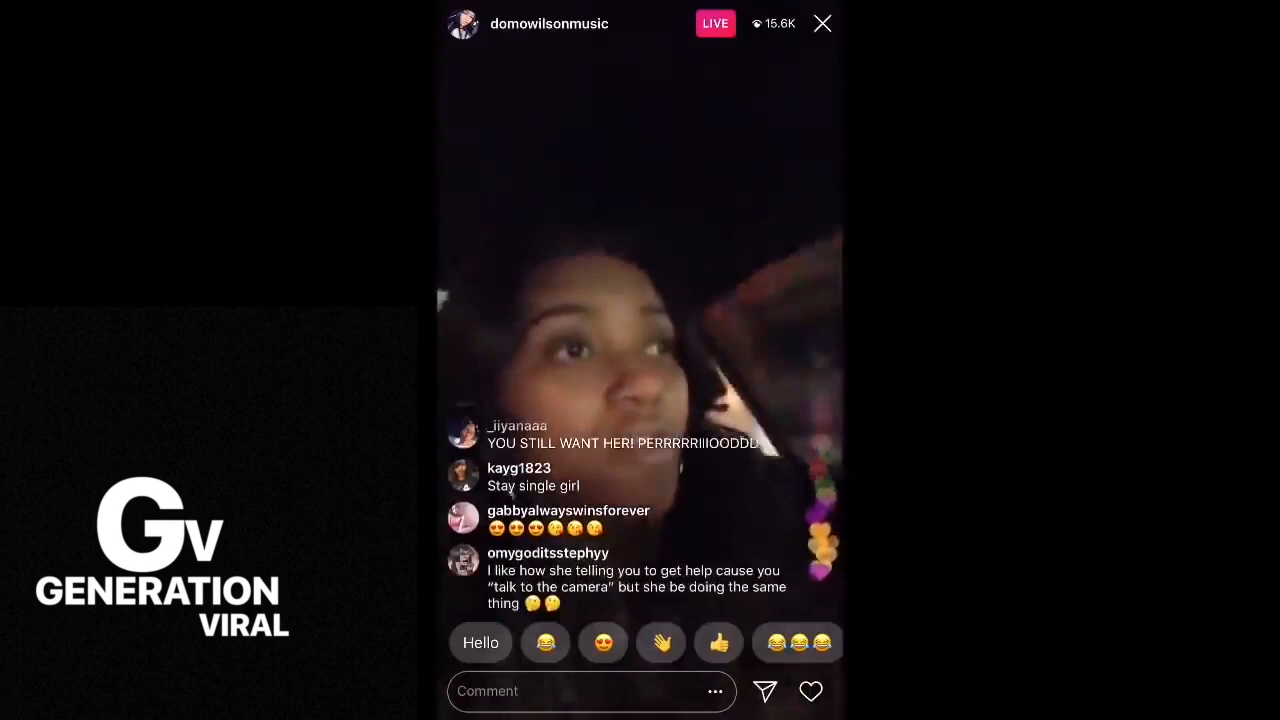 domowilsonmusic
LIVE
15.6K
_iiyanaaa
YOU STILL WANT HER! PERRRRRIIIOODDD
kayg1823
Stay single girl
gabbyalwayswinsforever
😍😍😍😘😘😘
omygoditsstephyy
I like how she telling you to get help cause you
“talk to the camera” but she be doing the same
thing 🤔🤔
Hello 😂 😍 👋 👍 😂😂😂
Comment
GV
GENERATION
VIRAL